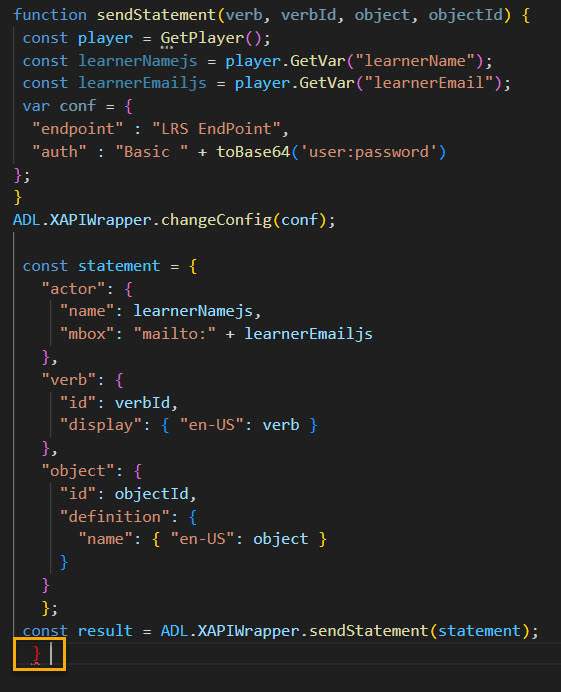 function sendStatement(verb, verbId, object, objectId) {
const player = GetPlayer();
const learnerNamejs = player.GetVar("learnerName");
const learnerEmailjs = player.GetVar("learnerEmail");
var conf = {
"endpoint" : "LRS EndPoint",
"auth" : "Basic " + toBase64('user:password')
};
}
ADL.XAPIWrapper.changeConfig(conf);
const statement = {
"actor": {
"name": learnerNamejs,
"mbox": "mailto:" + learnerEmailjs
},
"verb": {
"id": verbId,
"display": { "en-US": verb }
},
"object": {
"id": objectId,
"definition": {
"name": { "en-US": object }
}
}
};
const result = ADL.XAPIWrapper.sendStatement(statement);
}